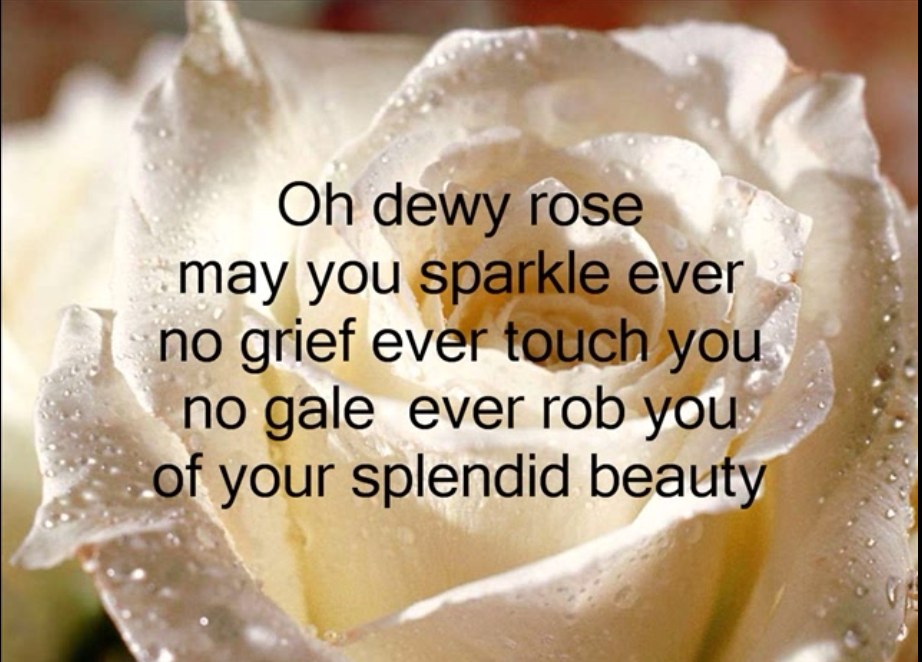 Oh dewy rose
may you sparkle ever
no grief ever touch you
no gale  ever rob you
of your splendid beauty